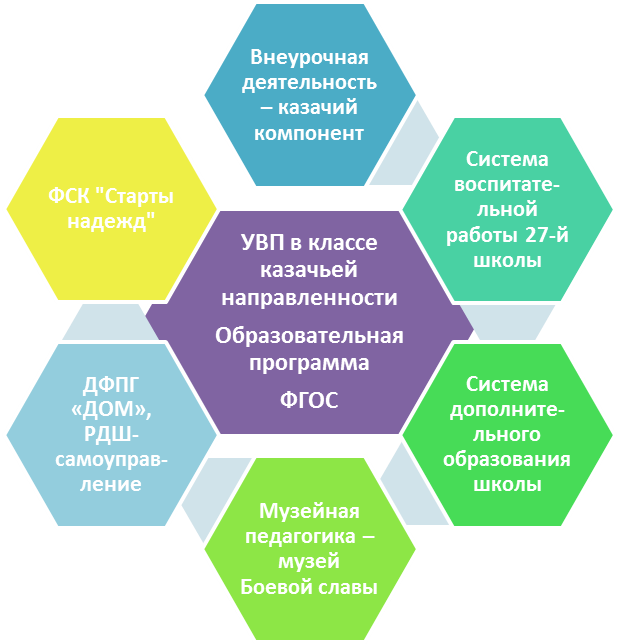 Внеурочная
деятельность
– казачий
компонент
ФСК "Старты
надежд"
Система
воспитате-
льной
работы 27-й
школы
УВП в классе
казачьей
направленности
Образовательная
программа
ФГОС
ДФПГ
«ДОМ»,
РДШ-
самоуправ-
ление
Система
дополните-
льного
образования
школы
Музейная
педагогика –
музей
Боевой славы